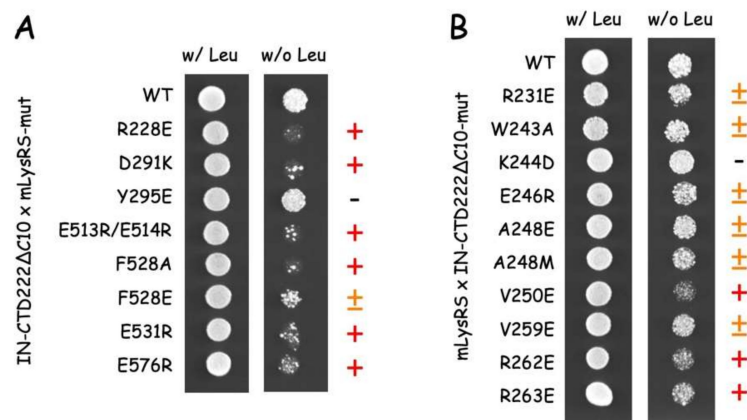 A
w/ Leu w/o Leu
IN-CTD222ΔC10 x mLysRS-mut
WT
R228E +
D291K +
Y295E -
E513R/E514R +
F528A +
F528E ±
E531R +
E576R +
B
w/ Leu w/o Leu
mLysRS x IN-CTD222ΔC10-mut
WT
R231E ±
W243A ±
K244D -
E246R ±
A248E ±
A248M ±
V250E +
V259E ±
R262E +
R263E +